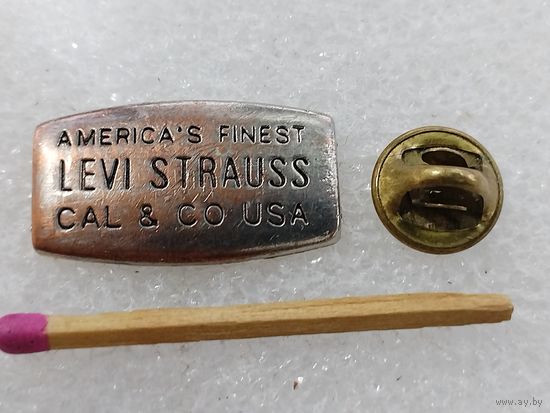 AMERICA'S FINEST
LEVI STRAUSS
CAL & CO USA
www.ay.by